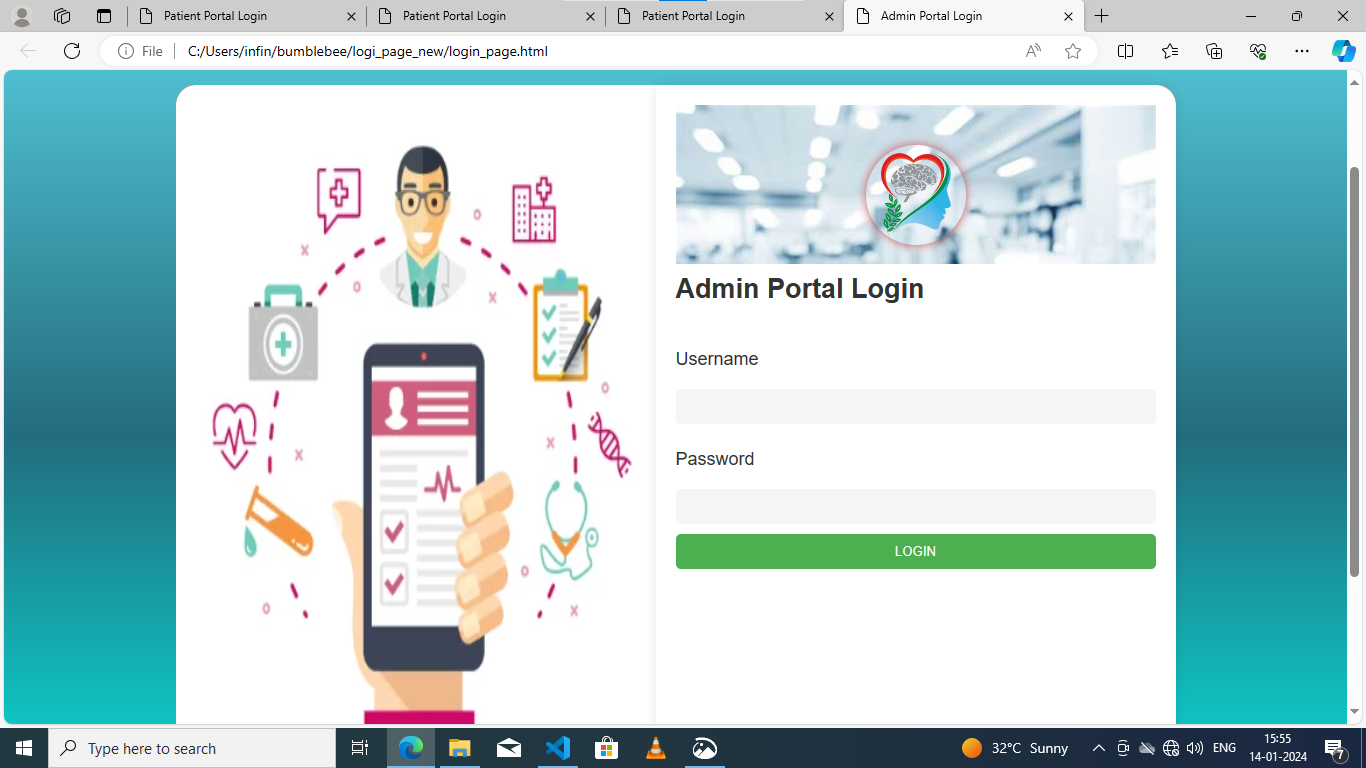 Patient Portal Login
Patient Portal Login
Patient Portal Login
Admin Portal Login
File
C:/Users/infin/bumblebee/logi_page_new/login_page.html
Admin Portal Login
Username
Password
LOGIN
Type here to search
32°C Sunny
ENG
15:55
14-01-2024
7